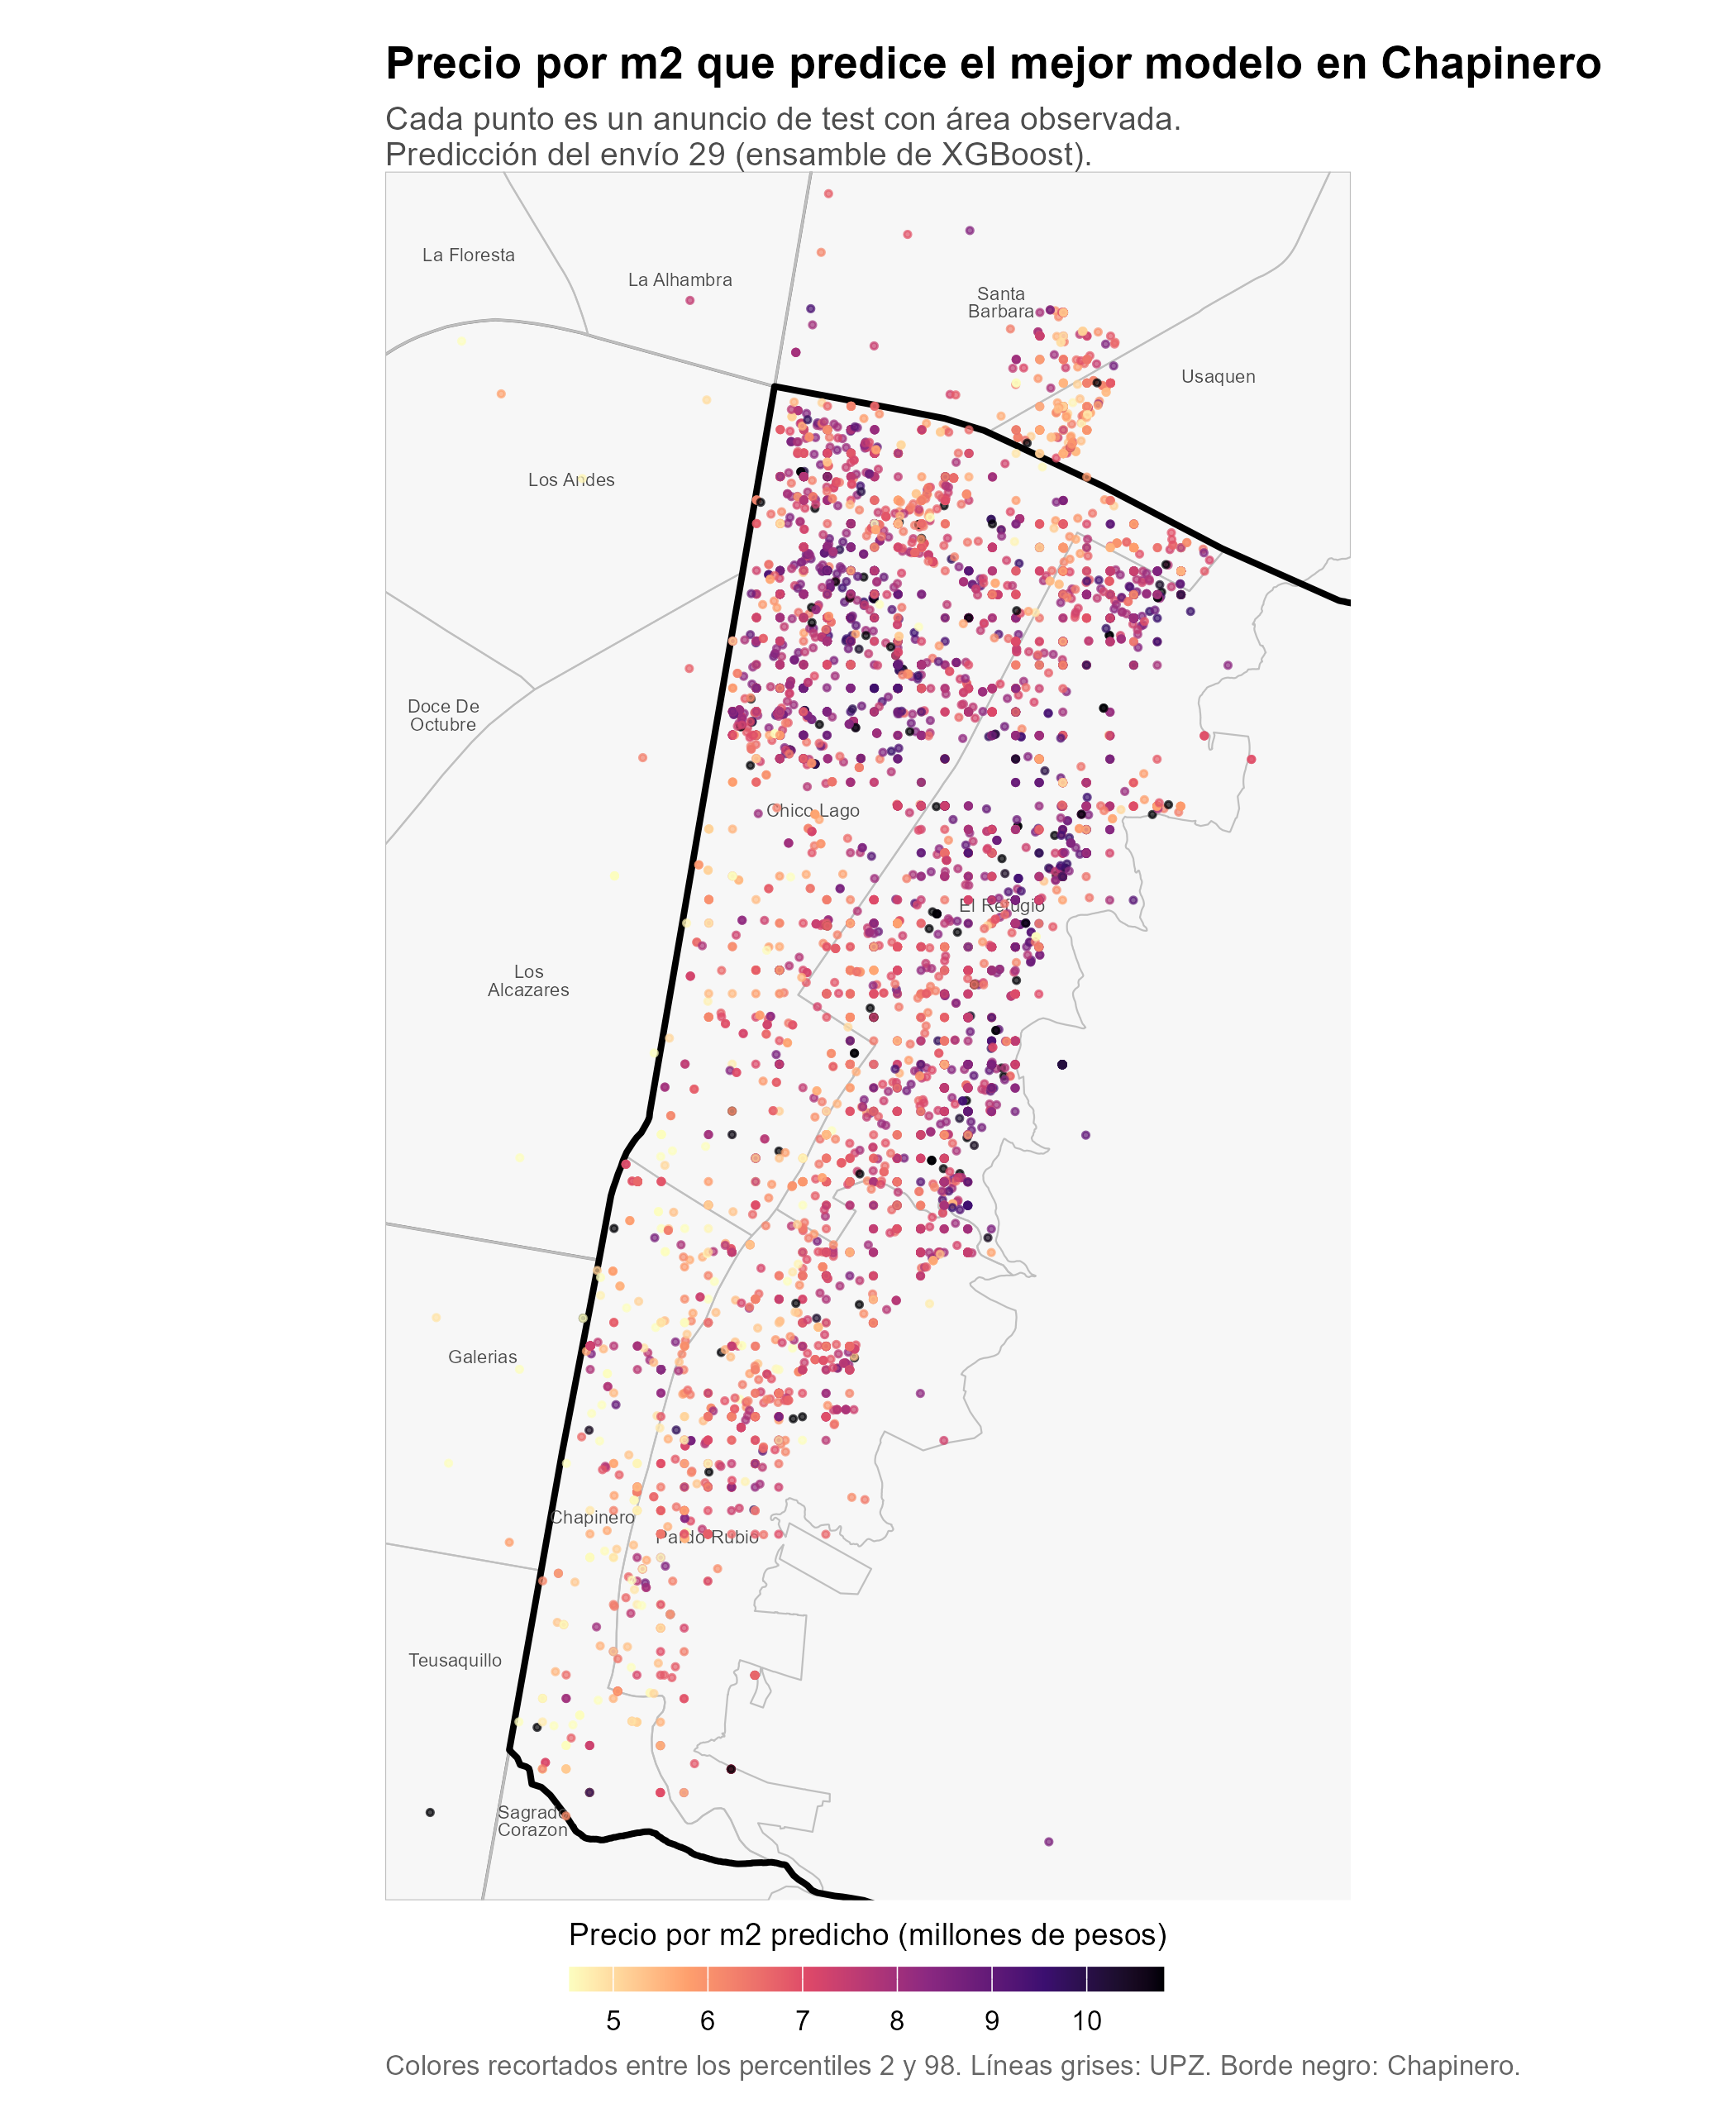 Precio por m2 que predice el mejor modelo en Chapinero
Cada punto es un anuncio de test con área observada.
Predicción del envío 29 (ensamble de XGBoost).
La Floresta
La Alhambra
Santa
Barbara
Usaquen
Los Andes
Doce De
Octubre
Chico Lago
El Refugio
Los
Alcazares
Galerias
Chapinero
Pardo Rubio
Teusaquillo
Sagrado
Corazon
Precio por m2 predicho (millones de pesos)
5 6 7 8 9 10
Colores recortados entre los percentiles 2 y 98. Líneas grises: UPZ. Borde negro: Chapinero.